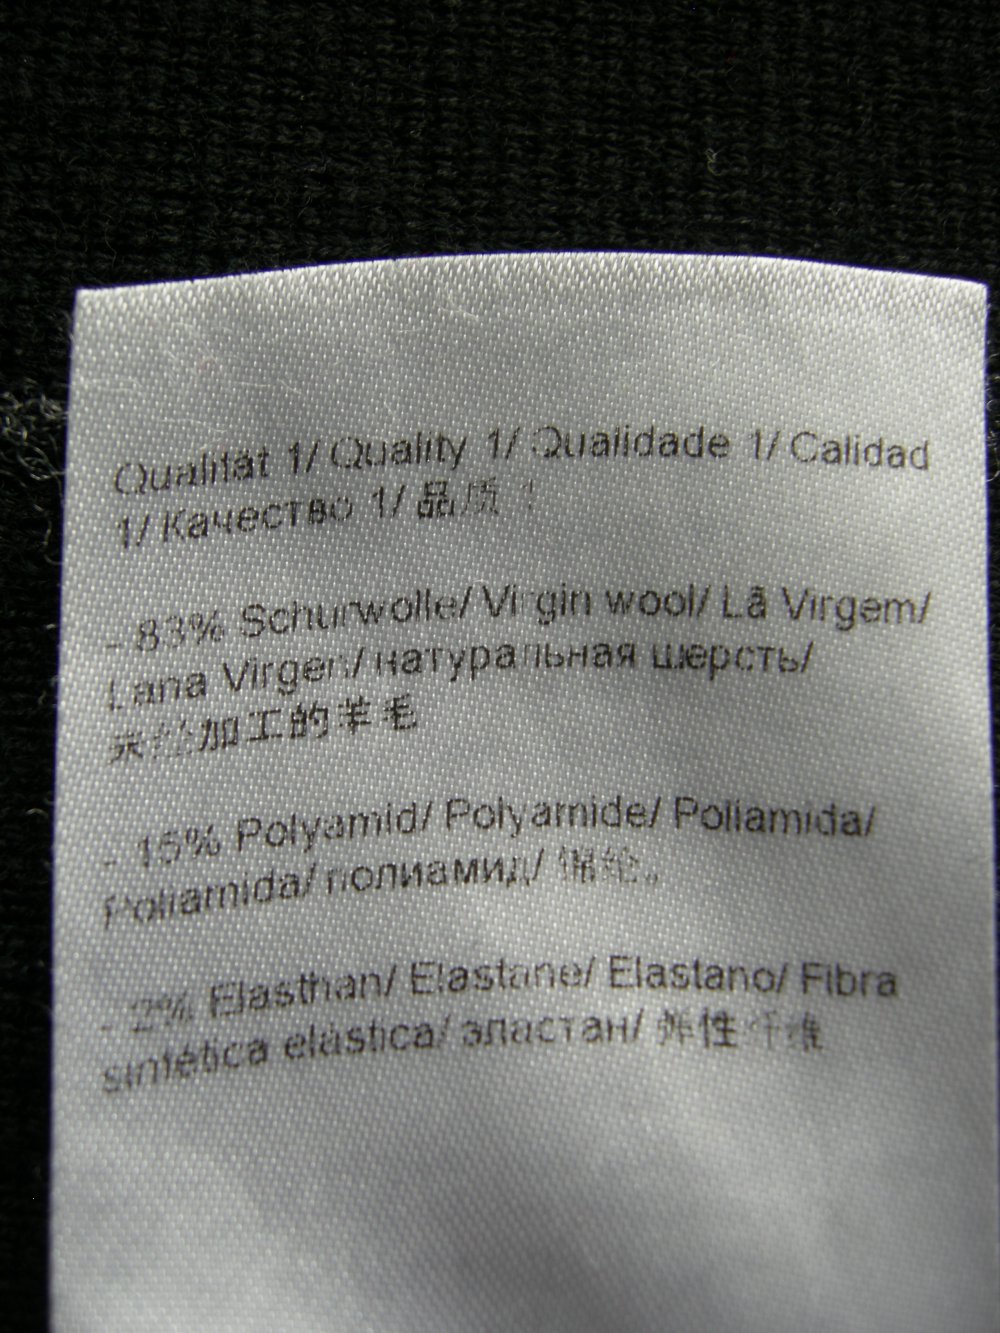 Qualität 1/ Quality 1/ Qualidade 1/ Calidad
1/ Качество 1/ 品质 1
- 83% Schurwolle/ Virgin wool/ Lã Virgem/
Lana Virgen/ натуральная шерсть/
未经加工的羊毛
- 15% Polyamid/ Polyamide/ Poliamida/
Poliamida/ полиамид/ 锦纶。
- 2% Elasthan/ Elastane/ Elastano/ Fibra
sintética elástica/ эластан/ 弹性纤维